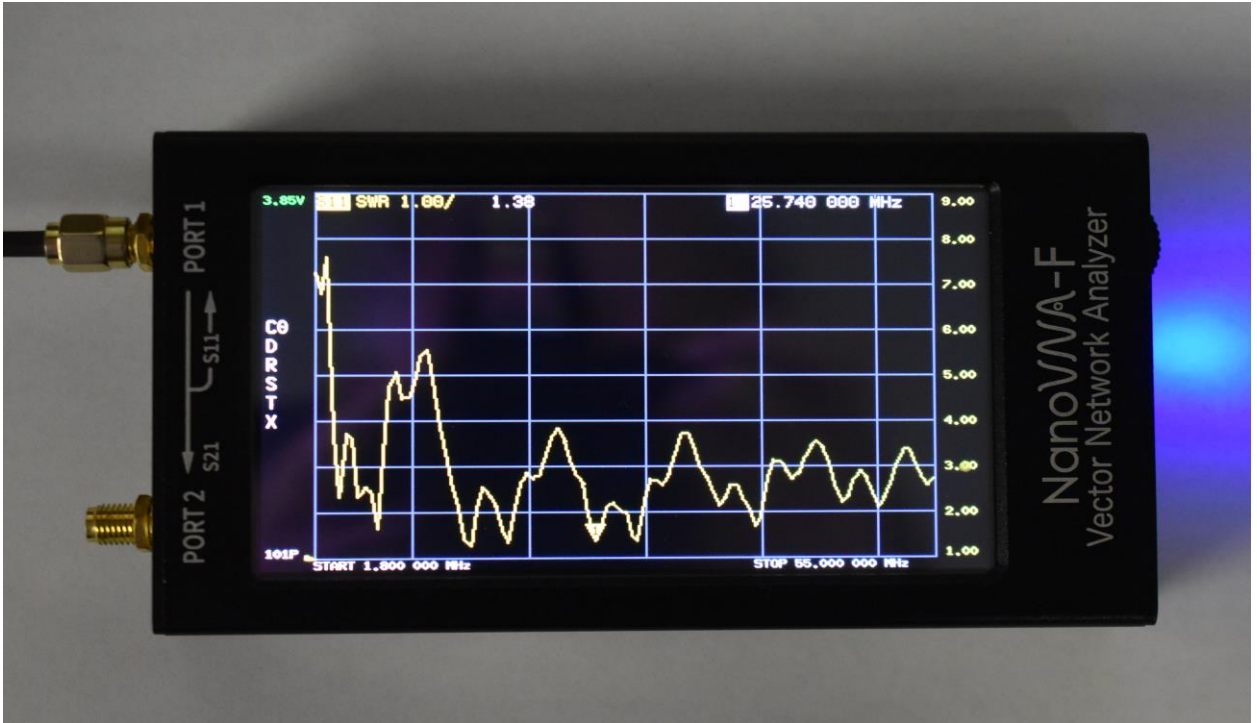 3.85V
S11 SWR 1.00/ 1.38
1: 25.740 000 MHz
9.00
8.00
7.00
6.00
5.00
4.00
3.00
2.00
1.00
C0
D
R
S
T
X
101P
START 1.800 000 MHz
STOP 55.000 000 MHz
PORT 1
S11
S21
PORT 2
NanoVNA-F
Vector Network Analyzer